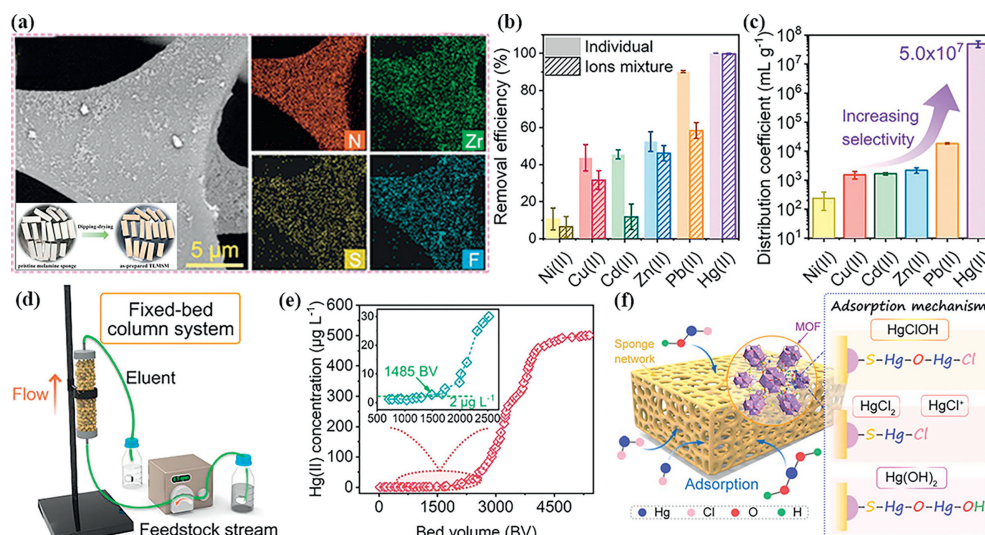 (a)
N
Zr
S
F
Dipping-drying
pristine melamine sponge
as-prepared TLMSM
5 μm
(b)
Removal efficiency (%)
100
80
60
40
20
0
Individual
Ions mixture
Ni(II)
Cu(II)
Cd(II)
Zn(II)
Pb(II)
Hg(II)
(c)
Distribution coefficient (mL g⁻¹)
10⁸
10⁷
10⁶
10⁵
10⁴
10³
10²
10¹
5.0x10⁷
Increasing
selectivity
Ni(II)
Cu(II)
Cd(II)
Zn(II)
Pb(II)
Hg(II)
(d)
Fixed-bed
column system
Flow
Eluent
Feedstock stream
(e)
Hg(II) concentration (μg L⁻¹)
600
500
400
300
200
100
0
30
20
10
0
1485 BV
2 μg L⁻¹
500 1000 1500 2000 2500
0
1500
3000
4500
Bed volume (BV)
(f)
Sponge
network
MOF
Adsorption
Hg
Cl
O
H
Adsorption mechanism
HgClOH
S-Hg-O-Hg-Cl
HgCl₂
HgCl⁺
S-Hg-Cl
Hg(OH)₂
S-Hg-O-Hg-OH